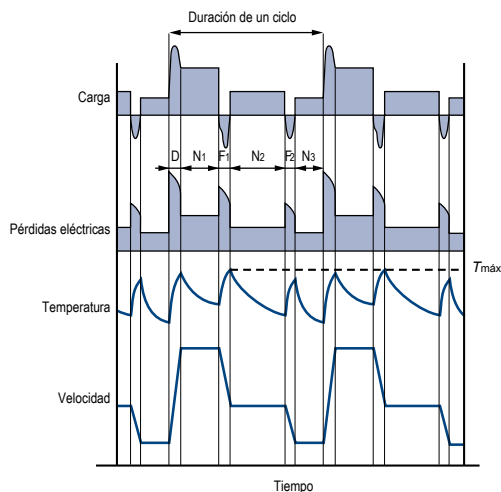 Duración de un ciclo
Carga
D N1 F1 N2 F2 N3
Pérdidas eléctricas
Tmáx
Temperatura
Velocidad
Tiempo